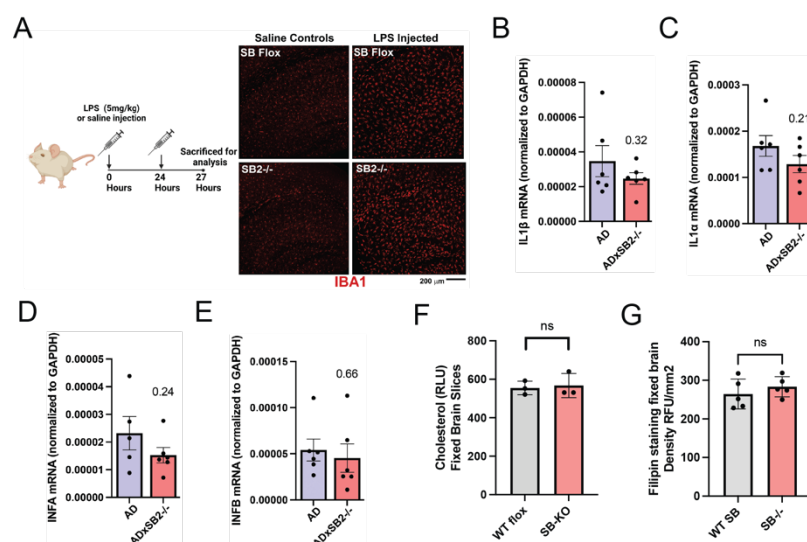 A
LPS (5mg/kg)
or saline injection
Sacrificed for
analysis
0
Hours
24
Hours
27
Hours
Saline Controls
LPS Injected
SB Flox
SB Flox
SB2-/-
SB2-/-
IBA1
200 μm
B
IL1β mRNA (normalized to GAPDH)
0.00008
0.00006
0.00004
0.00002
0.00000
0.32
AD
ADxSB2-/-
C
IL1α mRNA (normalized to GAPDH)
0.0003
0.0002
0.0001
0.0000
0.21
AD
ADxSB2-/-
D
INFA mRNA (normalized to GAPDH)
0.00005
0.00004
0.00003
0.00002
0.00001
0.00000
0.24
AD
ADxSB2-/-
E
INFB mRNA (normalized to GAPDH)
0.00015
0.00010
0.00005
0.00000
0.66
AD
ADxSB2-/-
F
Cholesterol (RLU)
Fixed Brain Slices
800
600
400
200
0
ns
WT flox
SB-KO
G
Filipin staining fixed brain
Density RFU/mm2
500
400
300
200
100
0
ns
WT SB
SB-/-